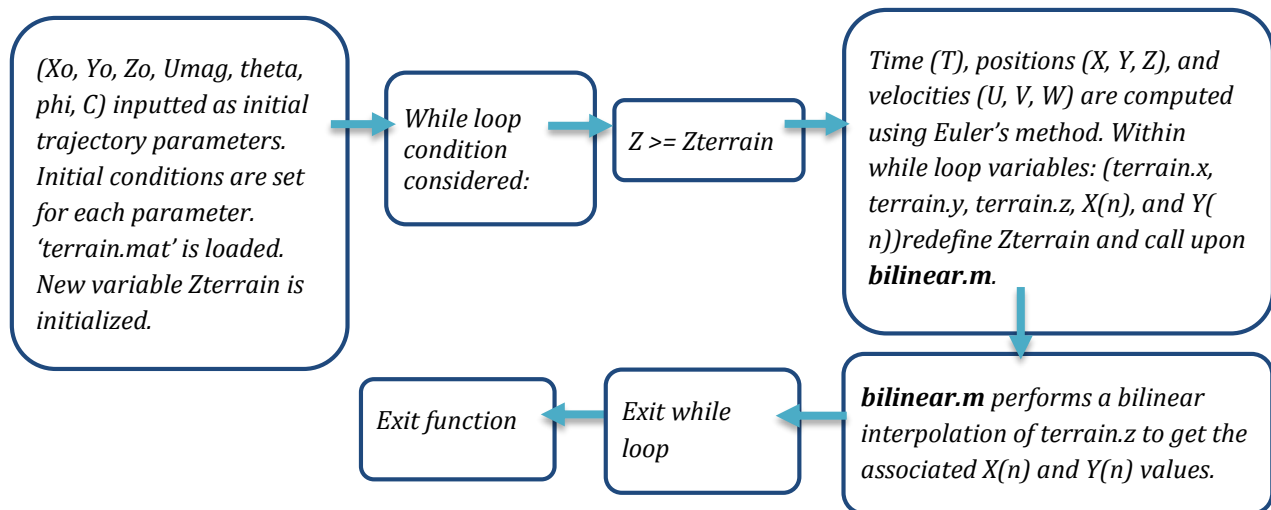 (Xo, Yo, Zo, Umag, theta,
phi, C) inputted as initial
trajectory parameters.
Initial conditions are set
for each parameter.
‘terrain.mat’ is loaded.
New variable Zterrain is
initialized.
While loop
condition
considered:
Z >= Zterrain
Time (T), positions (X, Y, Z), and
velocities (U, V, W) are computed
using Euler’s method. Within
while loop variables: (terrain.x,
terrain.y, terrain.z, X(n), and Y(
n))redefine Zterrain and call upon
bilinear.m.
bilinear.m performs a bilinear
interpolation of terrain.z to get the
associated X(n) and Y(n) values.
Exit while
loop
Exit function